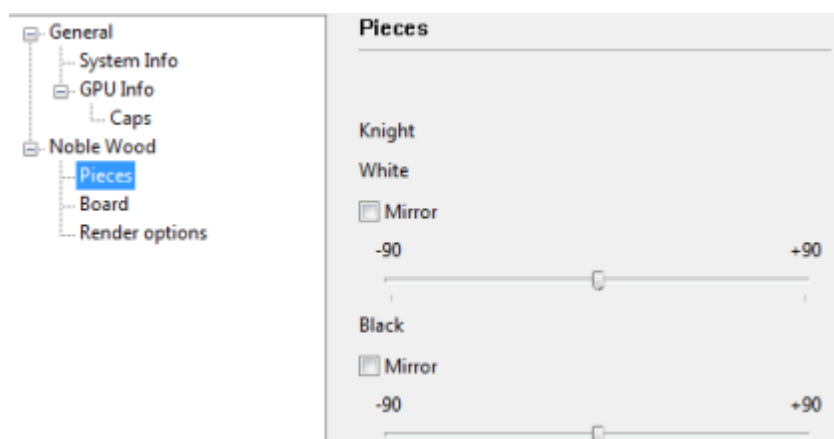 General
System Info
GPU Info
Caps
Noble Wood
Pieces
Board
Render options
Pieces
Knight
White
Mirror
-90 +90
Black
Mirror
-90 +90